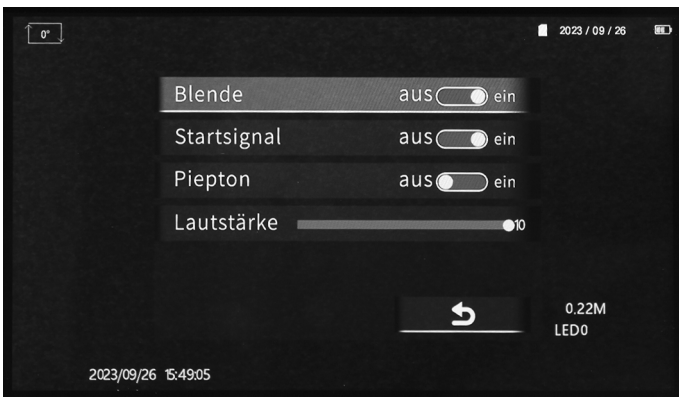 0° 2023 / 09 / 26
Blende aus ein
Startsignal aus ein
Piepton aus ein
Lautstärke 10
0.22M
LED0
2023/09/26 15:49:05